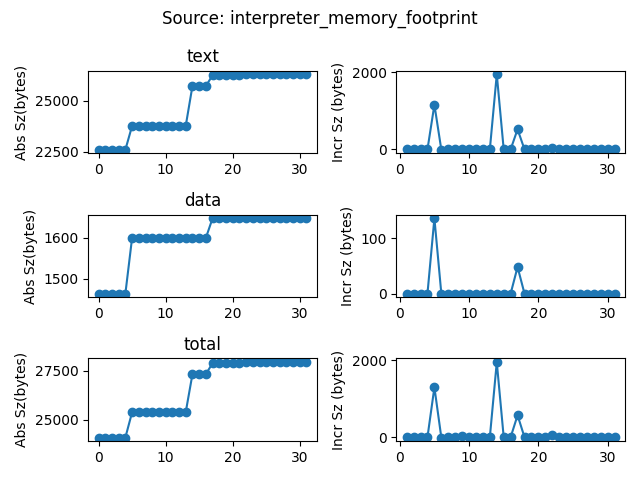 Source: interpreter_memory_footprint
text
Abs Sz(bytes)
25000
22500
0 10 20 30
Incr Sz (bytes)
2000
0
0 10 20 30
data
Abs Sz(bytes)
1600
1500
0 10 20 30
Incr Sz (bytes)
100
0
0 10 20 30
total
Abs Sz(bytes)
27500
25000
0 10 20 30
Incr Sz (bytes)
2000
0
0 10 20 30